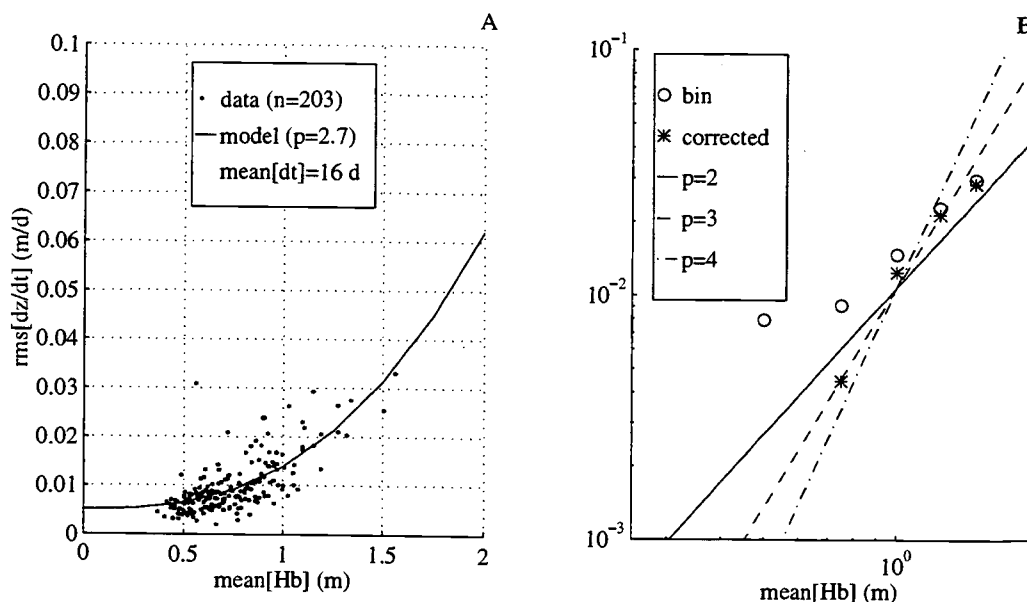 A
0.1
0.09
0.08
0.07
0.06
0.05
0.04
0.03
0.02
0.01
0
rms[dz/dt] (m/d)
data (n=203)
model (p=2.7)
mean[dt]=16 d
0
0.5
1
1.5
2
mean[Hb] (m)
B
10⁻¹
10⁻²
10⁻³
bin
corrected
p=2
p=3
p=4
10⁰
mean[Hb] (m)